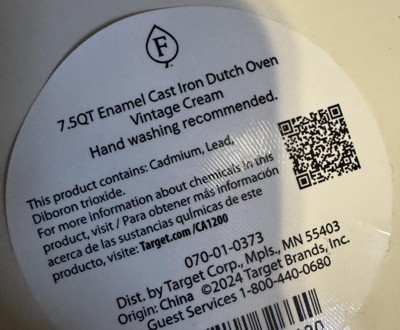 F
7.5QT Enamel Cast Iron Dutch Oven
Vintage Cream
Hand washing recommended.
This product contains: Cadmium, Lead,
Diboron trioxide.
For more information about chemicals in this
product, visit / Para obtener más información
acerca de las sustancias químicas de este
producto, visite: Target.com/CA1200
070-01-0373
Dist. by Target Corp., Mpls., MN 55403
Origin: China ©2024 Target Brands, Inc.
Guest Services 1-800-440-0680